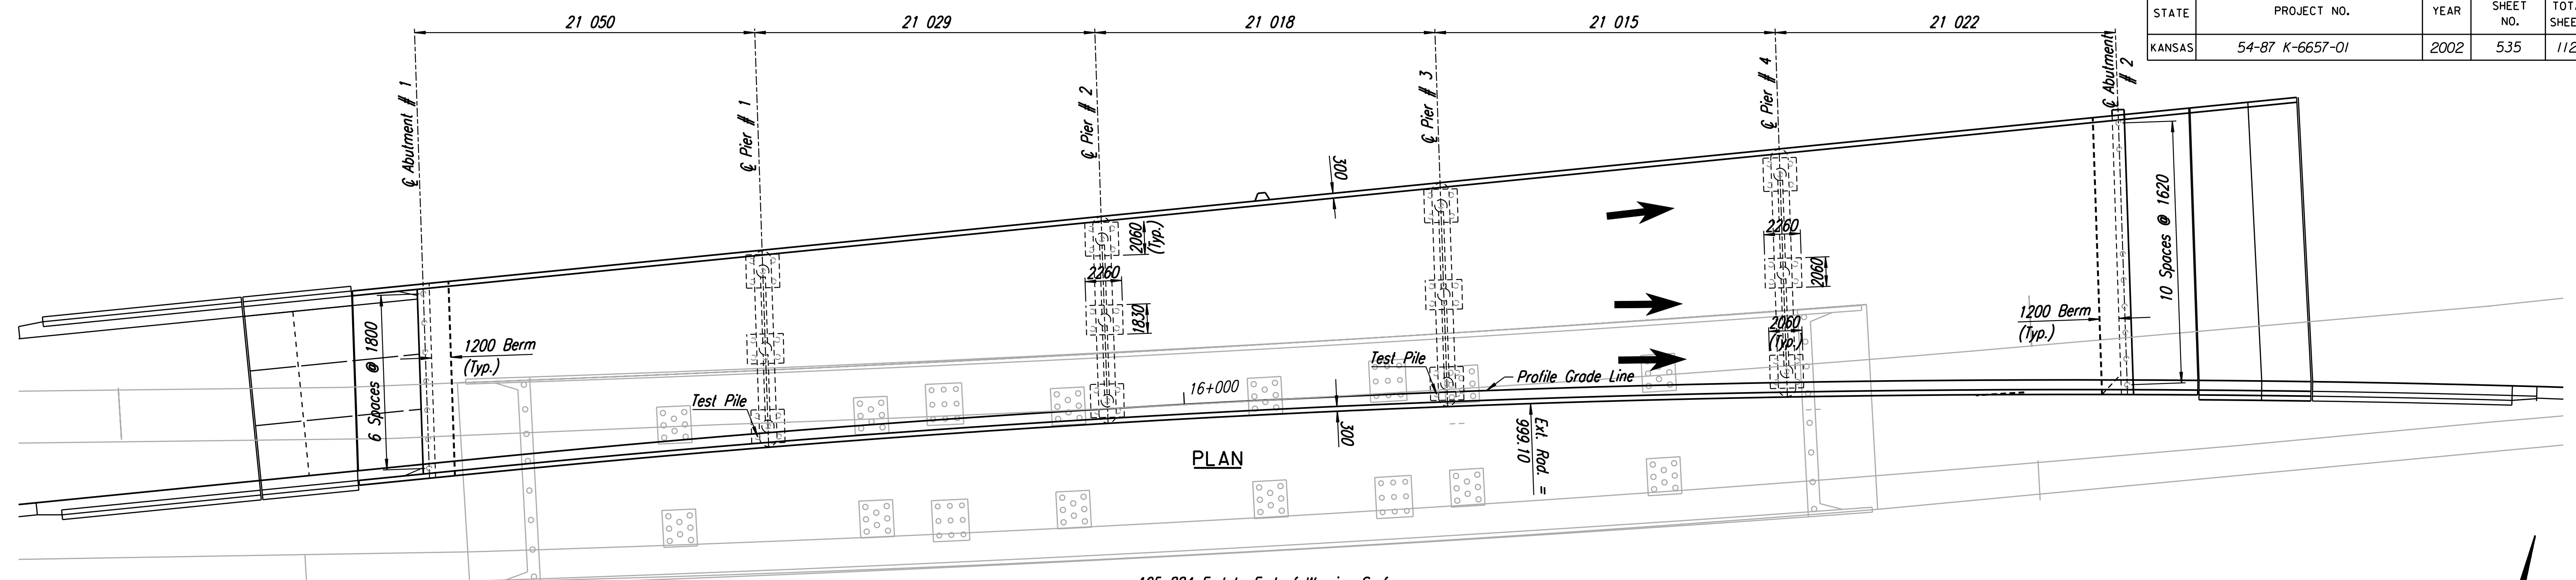 21 050
21 029
21 018
21 015
21 022
STATE
PROJECT NO.
YEAR
SHEET
NO.
KANSAS
54-87 K-6657-01
2002
535
112
℄ Abutment # 1
℄ Pier # 1
℄ Pier # 2
℄ Pier # 3
℄ Pier # 4
℄ Abutment
# 2
300
2060
(Typ.)
2260
1830
2260
2060
2060
(Typ.)
10 Spaces @ 1620
1200 Berm
(Typ.)
6 Spaces @ 1800
1200 Berm
(Typ.)
Test Pile
Test Pile
16+000
Profile Grade Line
300
Ext. Rad. =
999.10
PLAN